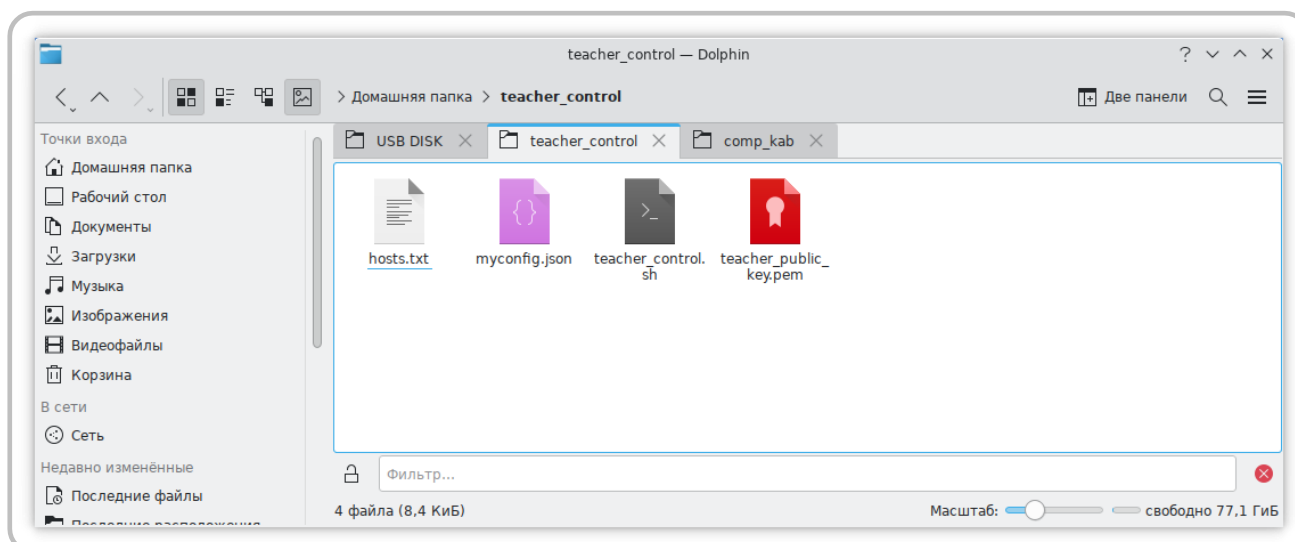 teacher_control — Dolphin
> Домашняя папка > teacher_control
Две панели
Точки входа
Домашняя папка
Рабочий стол
Документы
Загрузки
Музыка
Изображения
Видеофайлы
Корзина
В сети
Сеть
Недавно изменённые
Последние файлы
Последние расположения
USB DISK
teacher_control
comp_kab
hosts.txt
myconfig.json
teacher_control.
sh
teacher_public_
key.pem
Фильтр...
4 файла (8,4 КиБ)
Масштаб:
свободно 77,1 ГиБ